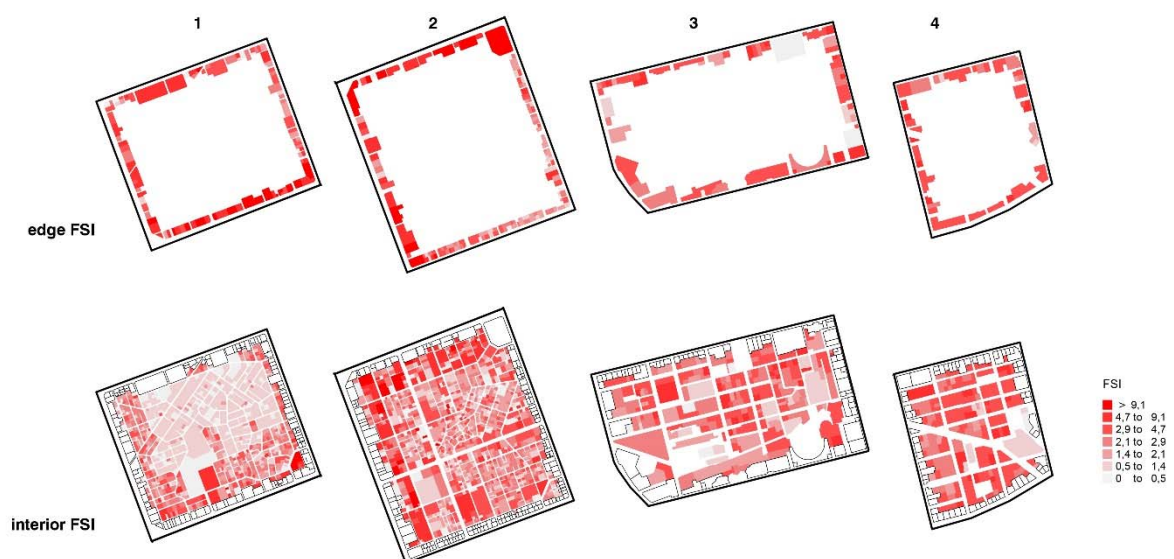 1 2 3 4
edge FSI
interior FSI
FSI
> 9,1
4,7 to 9,1
2,9 to 4,7
2,1 to 2,9
1,4 to 2,1
0,5 to 1,4
0 to 0,5